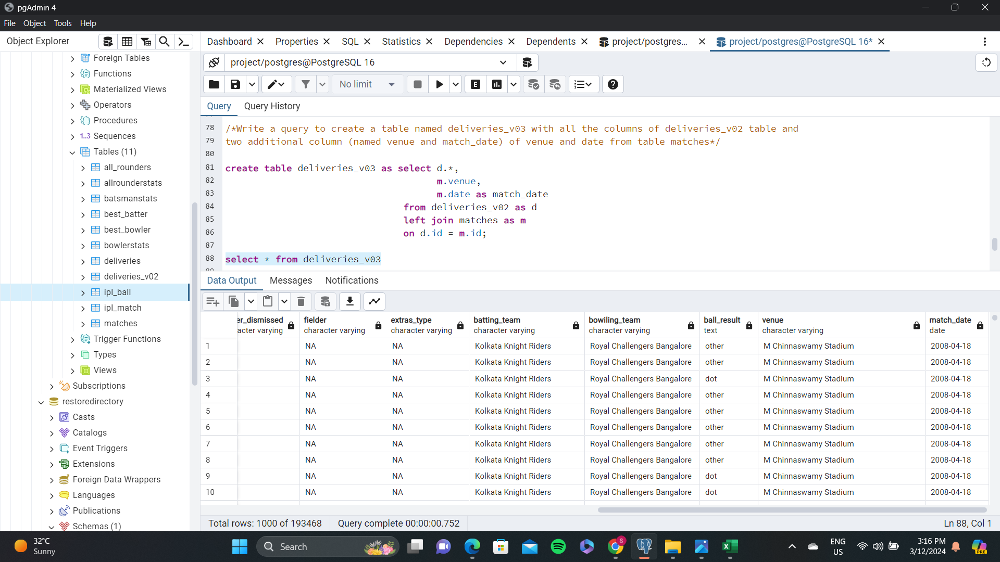 pgAdmin 4
File Object Tools Help
Object Explorer
Dashboard
Properties
SQL
Statistics
Dependencies
Dependents
project/postgres...
project/postgres@PostgreSQL 16*
Foreign Tables
{} Functions
Materialized Views
Operators
Procedures
1..3 Sequences
Tables (11)
all_rounders
allrounderstats
batsmanstats
best_batter
best_bowler
bowlerstats
deliveries
deliveries_v02
ipl_ball
ipl_match
matches
Trigger Functions
Types
Views
Subscriptions
restoredirectory
Casts
Catalogs
Event Triggers
Extensions
Foreign Data Wrappers
Languages
Publications
Schemas (1)
project/postgres@PostgreSQL 16
No limit
E
Query Query History
78 /*Write a query to create a table named deliveries_v03 with all the columns of deliveries_v02 table and
79 two additional column (named venue and match_date) of venue and date from table matches*/
80
81 create table deliveries_v03 as select d.*,
82 m.venue,
83 m.date as match_date
84 from deliveries_v02 as d
85 left join matches as m
86 on d.id = m.id;
87
88 select * from deliveries_v03
Data Output Messages Notifications
er_dismissed fielder extras_type batting_team bowiling_team ball_result venue match_date
acter varying character varying character varying character varying character varying text character varying date
1 NA NA Kolkata Knight Riders Royal Challengers Bangalore other M Chinnaswamy Stadium 2008-04-18
2 NA NA Kolkata Knight Riders Royal Challengers Bangalore other M Chinnaswamy Stadium 2008-04-18
3 NA NA Kolkata Knight Riders Royal Challengers Bangalore dot M Chinnaswamy Stadium 2008-04-18
4 NA NA Kolkata Knight Riders Royal Challengers Bangalore other M Chinnaswamy Stadium 2008-04-18
5 NA NA Kolkata Knight Riders Royal Challengers Bangalore other M Chinnaswamy Stadium 2008-04-18
6 NA NA Kolkata Knight Riders Royal Challengers Bangalore other M Chinnaswamy Stadium 2008-04-18
7 NA NA Kolkata Knight Riders Royal Challengers Bangalore other M Chinnaswamy Stadium 2008-04-18
8 NA NA Kolkata Knight Riders Royal Challengers Bangalore other M Chinnaswamy Stadium 2008-04-18
9 NA NA Kolkata Knight Riders Royal Challengers Bangalore dot M Chinnaswamy Stadium 2008-04-18
10 NA NA Kolkata Knight Riders Royal Challengers Bangalore dot M Chinnaswamy Stadium 2008-04-18
Total rows: 1000 of 193468 Query complete 00:00:00.752 Ln 88, Col 1
32°C
Sunny
Search
S
ENG
US
3:16 PM
3/12/2024
PRE